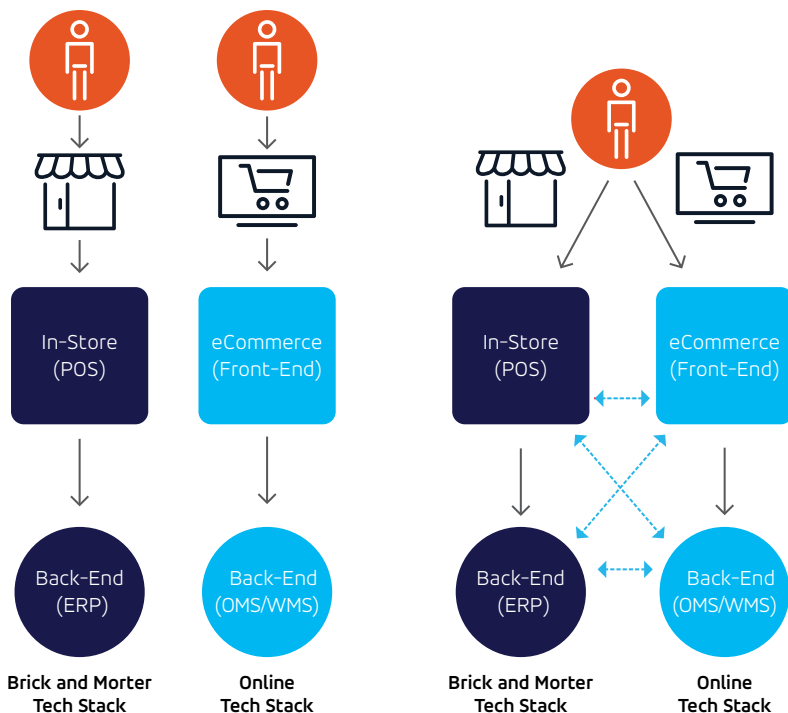 In-Store
(POS)
eCommerce
(Front-End)
In-Store
(POS)
eCommerce
(Front-End)
Back-End
(ERP)
Back-End
(OMS/WMS)
Back-End
(ERP)
Back-End
(OMS/WMS)
Brick and Morter
Tech Stack
Online
Tech Stack
Brick and Morter
Tech Stack
Online
Tech Stack